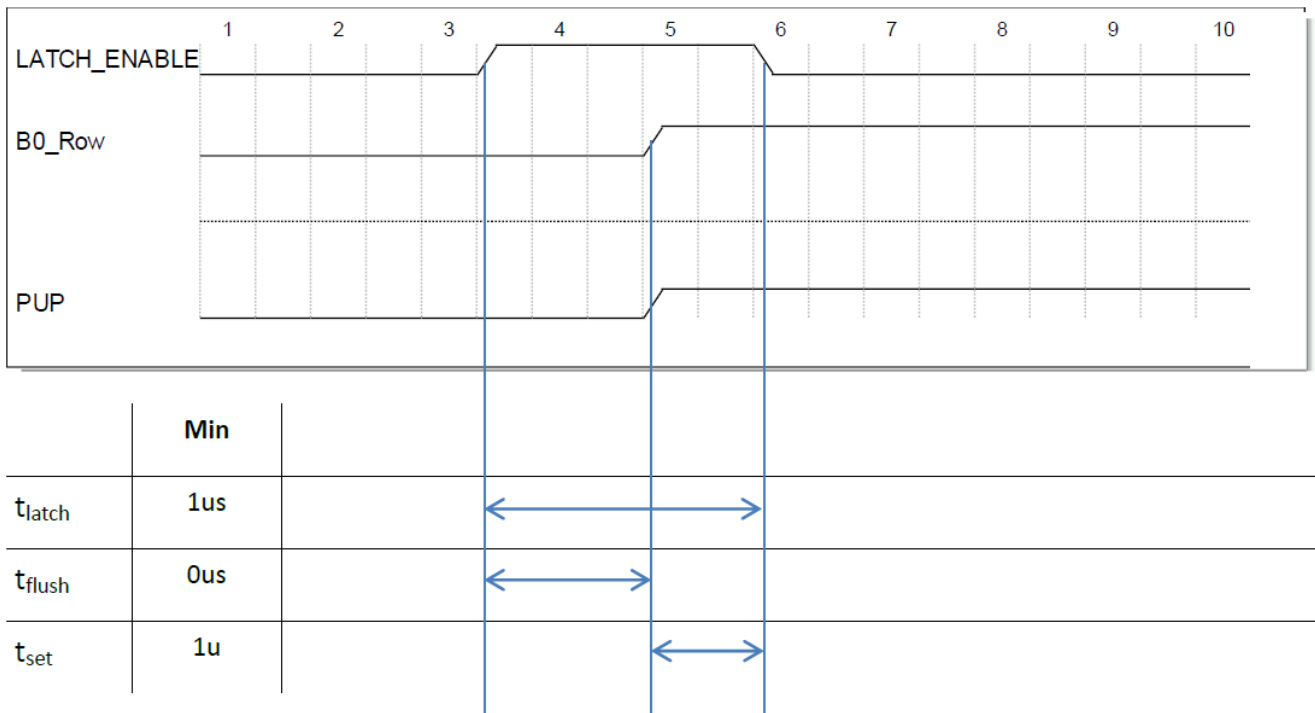 1 2 3 4 5 6 7 8 9 10
LATCH_ENABLE
B0_Row
PUP
Min
tlatch 1us
tflush 0us
tset 1u